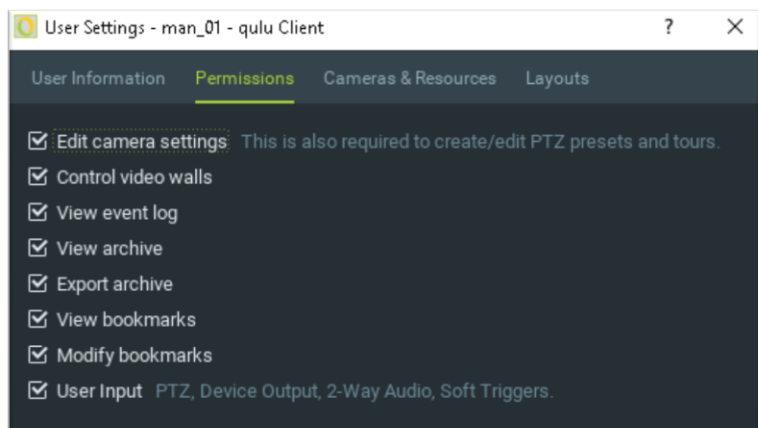 User Settings - man_01 - qulu Client ?
User Information Permissions Cameras & Resources Layouts
Edit camera settings This is also required to create/edit PTZ presets and tours.
Control video walls
View event log
View archive
Export archive
View bookmarks
Modify bookmarks
User Input PTZ, Device Output, 2-Way Audio, Soft Triggers.